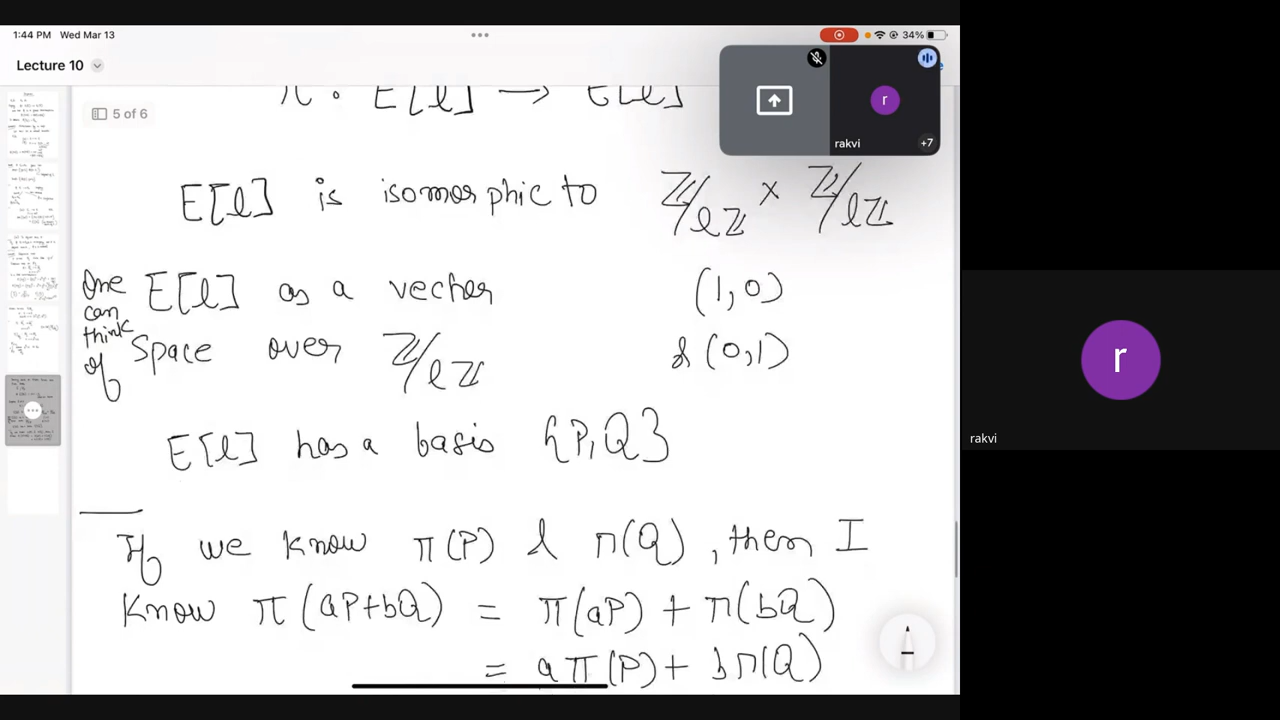 1:44 PM Wed Mar 13
34%
Lecture 10
5 of 6
π : E[l] → E[l]
rakvi
+7
E[l] is isomorphic to ℤ/lℤ × ℤ/lℤ
One can think of E[l] as a vector (1,0)
space over ℤ/lℤ & (0,1)
E[l] has a basis {P,Q}
If we know π(P) & π(Q), then I
know π(aP+bQ) = π(aP) + π(bQ)
= aπ(P) + bπ(Q)
r
r
rakvi